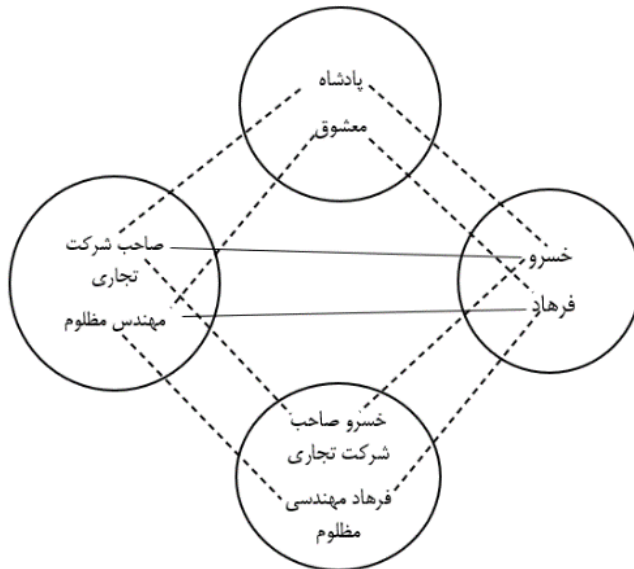 پادشاه
معشوق
خسرو
فرهاد
صاحب شرکت
تجاری
مهندس مظلوم
خسرو صاحب
شرکت تجاری
فرهاد مهندسی
مظلوم